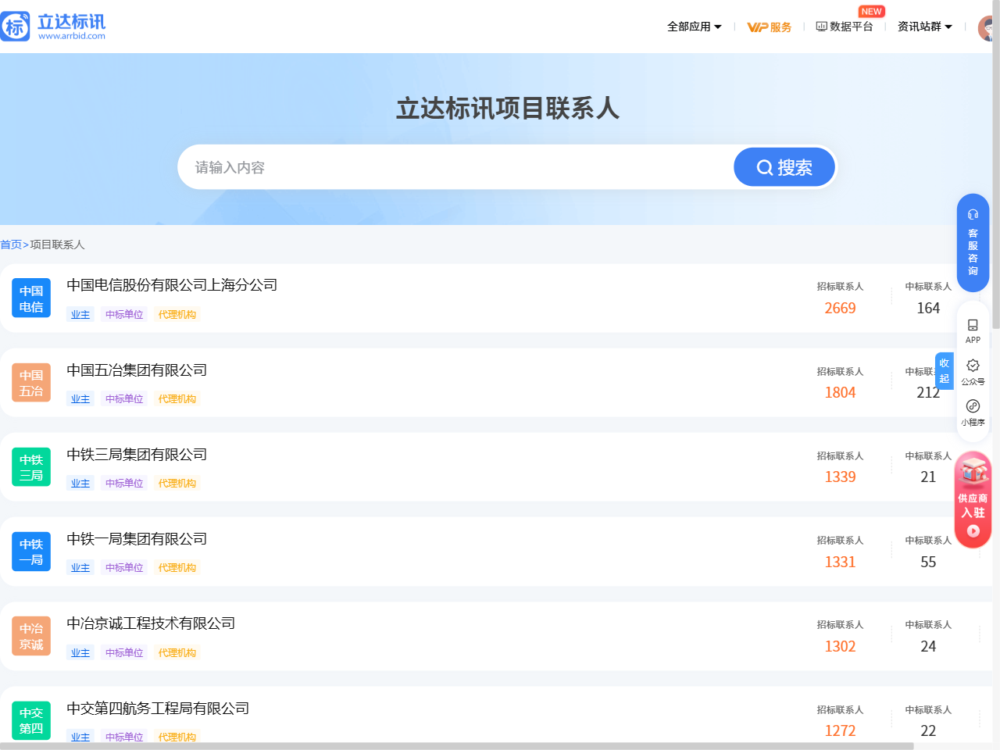 标 立达标讯
www.arrbid.com
全部应用
VIP服务
数据平台
NEW
资讯站群
立达标讯项目联系人
请输入内容
搜索
首页>项目联系人
中国
电信
中国电信股份有限公司上海分公司
业主 中标单位 代理机构
招标联系人
2669
中标联系人
164
中国
五冶
中国五冶集团有限公司
业主 中标单位 代理机构
招标联系人
1804
中标联
212
中铁
三局
中铁三局集团有限公司
业主 中标单位 代理机构
招标联系人
1339
中标联系人
21
中铁
一局
中铁一局集团有限公司
业主 中标单位 代理机构
招标联系人
1331
中标联系人
55
中冶
京诚
中冶京诚工程技术有限公司
业主 中标单位 代理机构
招标联系人
1302
中标联系人
24
中交
第四
中交第四航务工程局有限公司
业主 中标单位 代理机构
招标联系人
1272
中标联系人
22
客服咨询
APP
公众号
小程序
收起
供应商
入驻